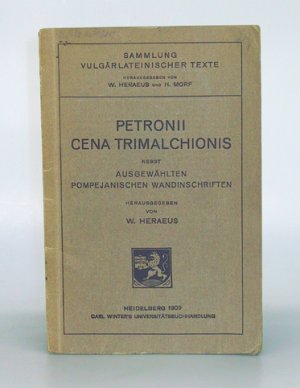 SAMMLUNG
VULGÄRLATEINISCHER TEXTE
HERAUSGEGEBEN VON
W. HERAEUS UND H. MORF
PETRONII
CENA TRIMALCHIONIS
NEBST
AUSGEWÄHLTEN
POMPEJANISCHEN WANDINSCHRIFTEN
HERAUSGEGEBEN
VON
W. HERAEUS
HEIDELBERG 1909
CARL WINTER'S UNIVERSITÄTSBUCHHANDLUNG